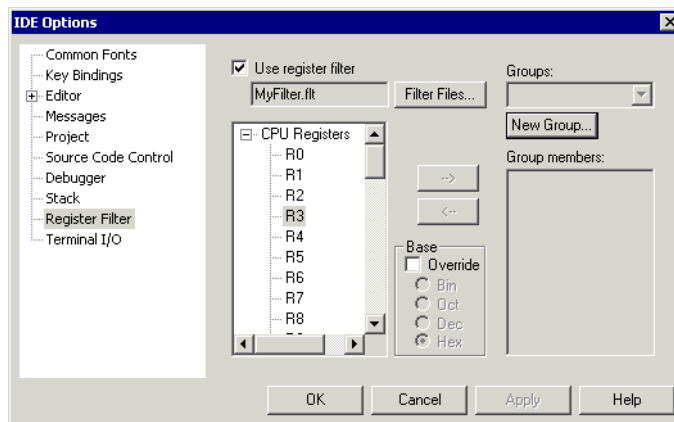 IDE Options
Common Fonts
Key Bindings
Editor
Messages
Project
Source Code Control
Debugger
Stack
Register Filter
Terminal I/O
Use register filter
MyFilter.flt
Filter Files...
CPU Registers
R0
R1
R2
R3
R4
R5
R6
R7
R8
-->
<--
Base
Override
Bin
Oct
Dec
Hex
Groups:
New Group...
Group members:
OK
Cancel
Apply
Help